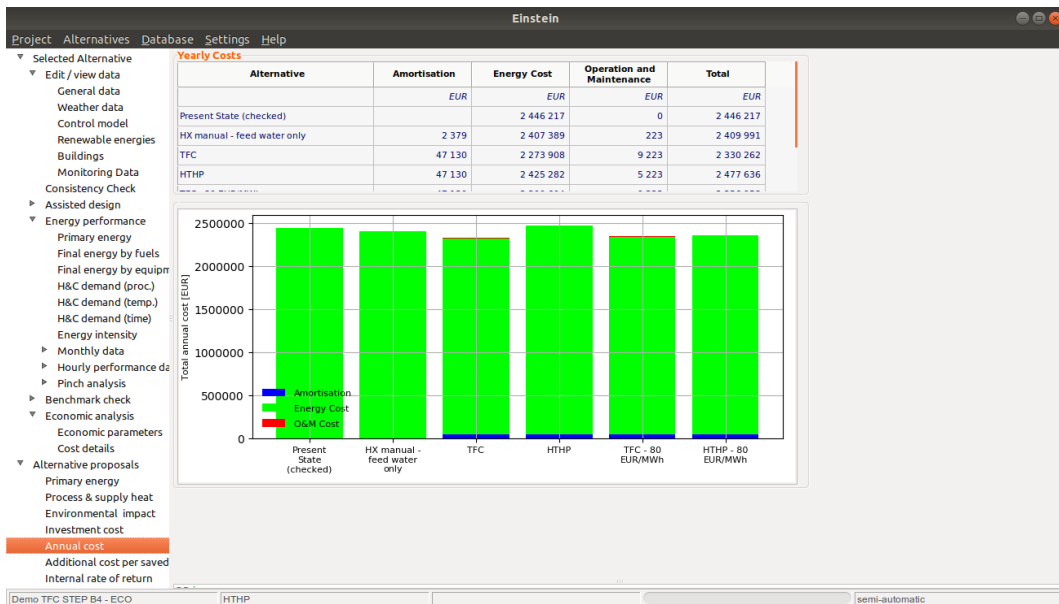 Einstein
Project Alternatives Database Settings Help
Selected Alternative
Edit / view data
General data
Weather data
Control model
Renewable energies
Buildings
Monitoring Data
Consistency Check
Assisted design
Energy performance
Primary energy
Final energy by fuels
Final energy by equipm
H&C demand (proc.)
H&C demand (temp.)
H&C demand (time)
Energy intensity
Monthly data
Hourly performance da
Pinch analysis
Benchmark check
Economic analysis
Economic parameters
Cost details
Alternative proposals
Primary energy
Process & supply heat
Environmental impact
Investment cost
Annual cost
Additional cost per saved
Internal rate of return
Yearly Costs
Alternative Amortisation Energy Cost Operation and Maintenance Total
EUR EUR EUR EUR
Present State (checked) 2 446 217 0 2 446 217
HX manual - feed water only 2 379 2 407 389 223 2 409 991
TFC 47 130 2 273 908 9 223 2 330 262
HTHP 47 130 2 425 282 5 223 2 477 636
Total annual cost [EUR]
2500000
2000000
1500000
1000000
500000
0
Amortisation
Energy Cost
O&M Cost
Present State (checked)
HX manual - feed water only
TFC
HTHP
TFC - 80 EUR/MWh
HTHP - 80 EUR/MWh
Demo TFC STEP B4 - ECO HTHP semi-automatic